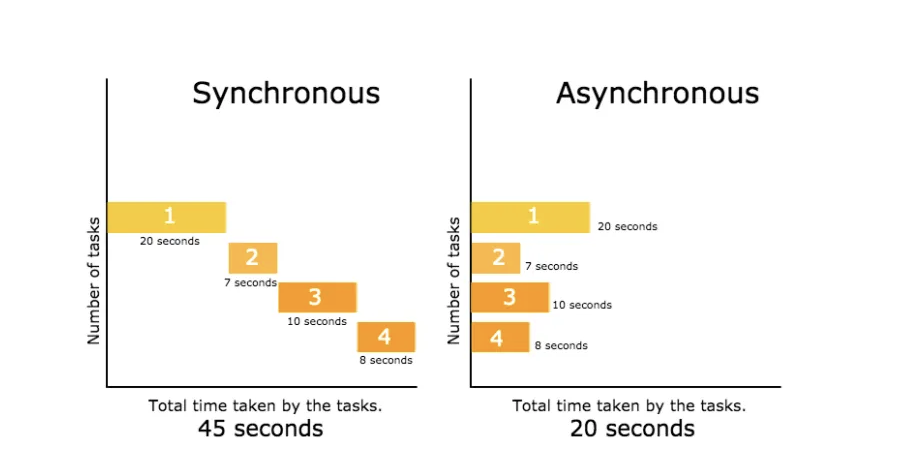 Synchronous
Number of tasks
1
20 seconds
2
7 seconds
3
10 seconds
4
8 seconds
Total time taken by the tasks.
45 seconds
Asynchronous
Number of tasks
1
20 seconds
2
7 seconds
3
10 seconds
4
8 seconds
Total time taken by the tasks.
20 seconds